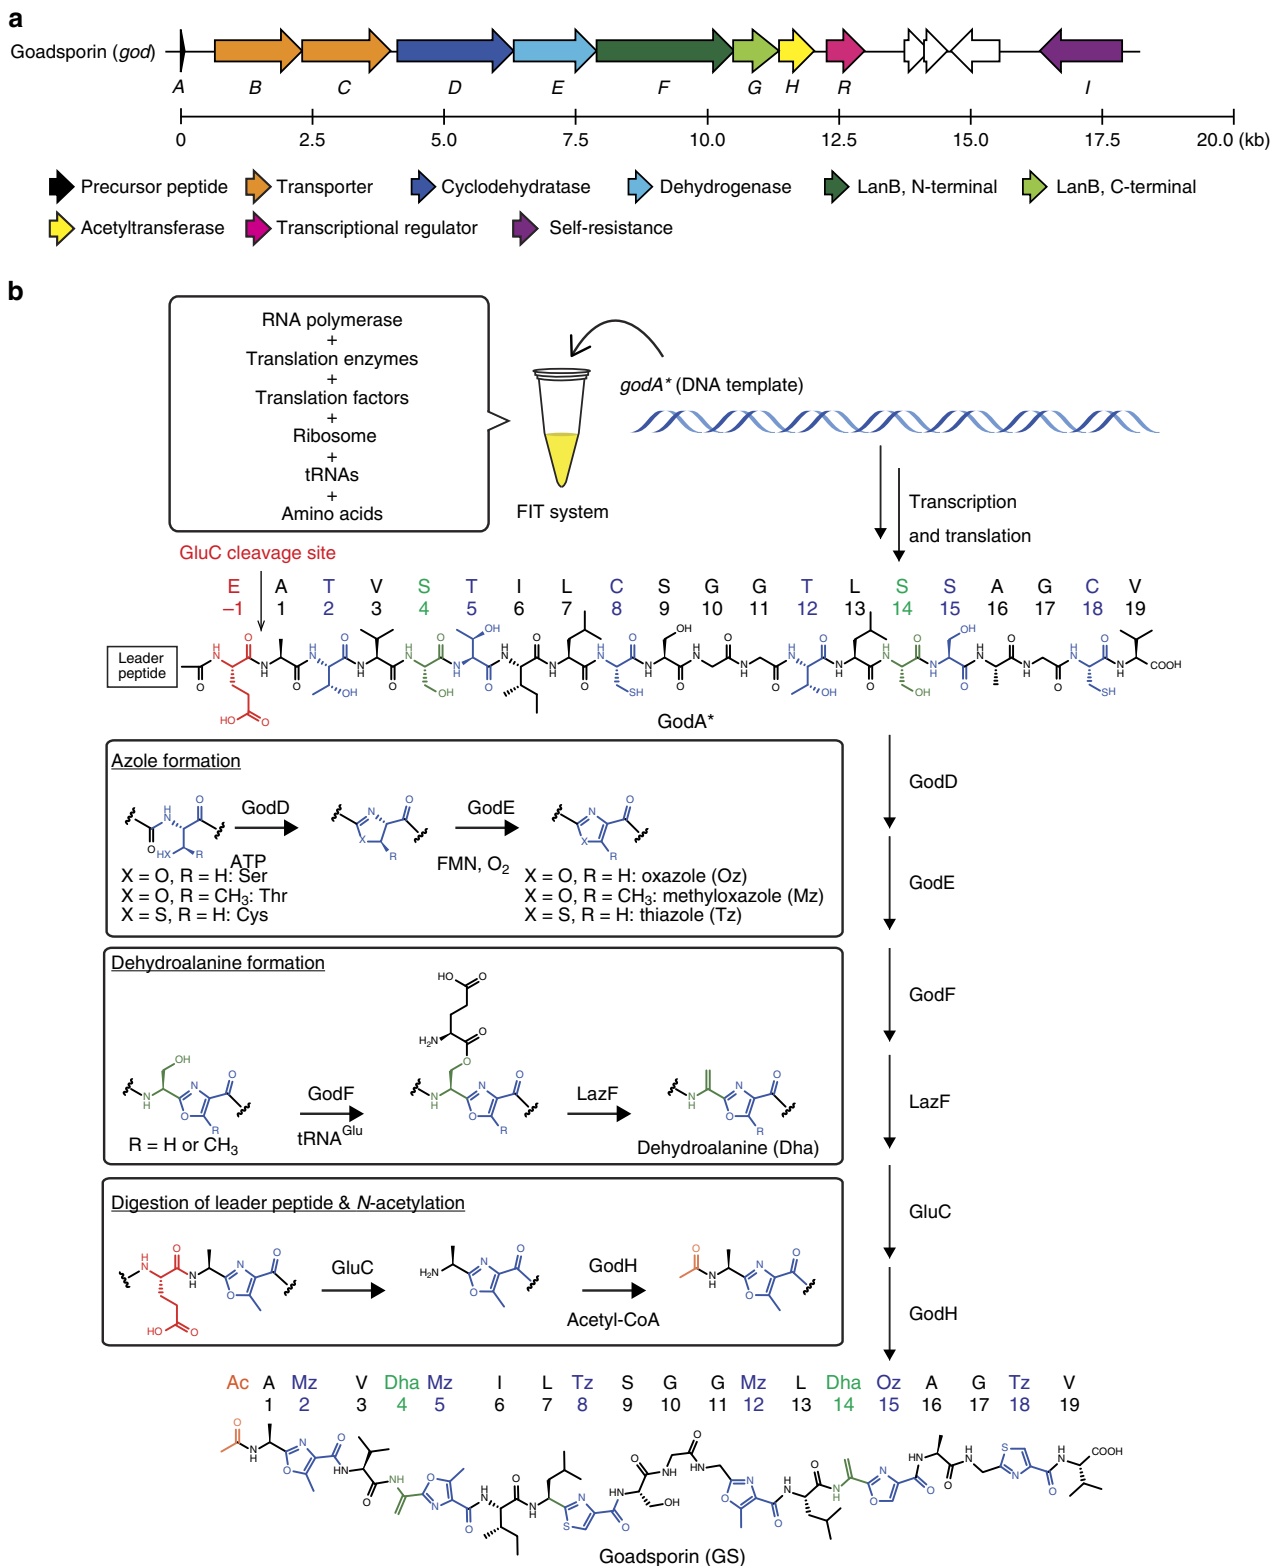 a
Goadsporin (god)
A B C D E F G H R I
0 2.5 5.0 7.5 10.0 12.5 15.0 17.5 20.0 (kb)
Precursor peptide Transporter Cyclodehydratase Dehydrogenase LanB, N-terminal LanB, C-terminal
Acetyltransferase Transcriptional regulator Self-resistance
b
RNA polymerase
+
Translation enzymes
+
Translation factors
+
Ribosome
+
tRNAs
+
Amino acids
FIT system
godA* (DNA template)
Transcription
and translation
GluC cleavage site
E A T V S T I L C S G G T L S S A G C V
–1 1 2 3 4 5 6 7 8 9 10 11 12 13 14 15 16 17 18 19
Leader
peptide
GodA*
Azole formation
GodD
ATP
GodE
FMN, O2
X = O, R = H: Ser
X = O, R = CH3: Thr
X = S, R = H: Cys
X = O, R = H: oxazole (Oz)
X = O, R = CH3: methyloxazole (Mz)
X = S, R = H: thiazole (Tz)
GodD
GodE
Dehydroalanine formation
R = H or CH3
GodF
tRNAGlu
LazF
Dehydroalanine (Dha)
GodF
LazF
Digestion of leader peptide & N-acetylation
GluC
GodH
Acetyl-CoA
GluC
GodH
Ac A Mz V Dha Mz I L Tz S G G Mz L Dha Oz A G Tz V
1 2 3 4 5 6 7 8 9 10 11 12 13 14 15 16 17 18 19
Goadsporin (GS)